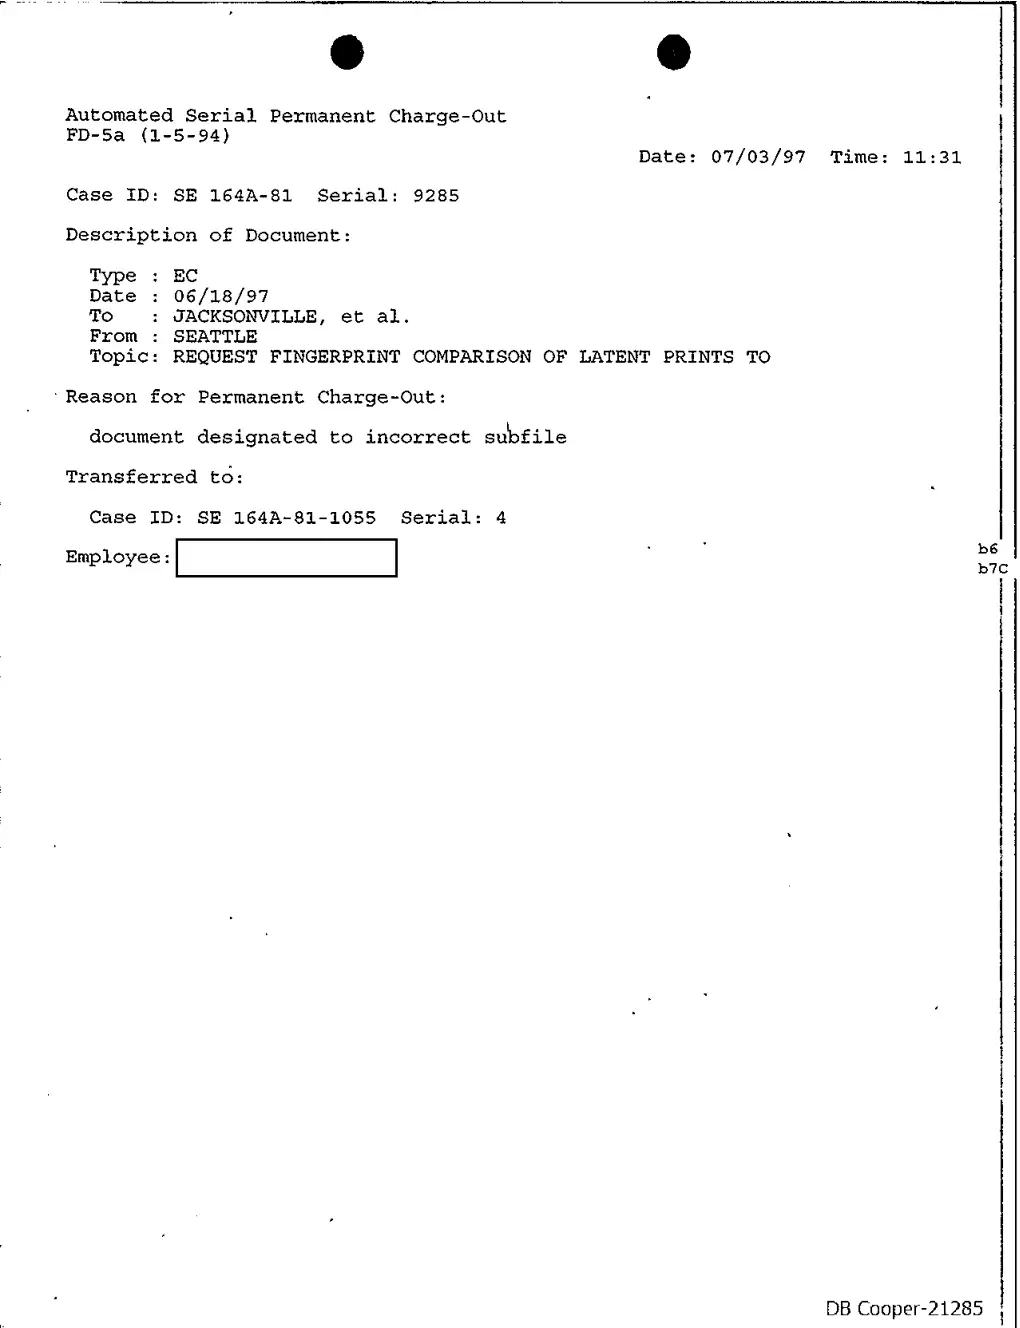 Automated Serial Permanent Charge-Out
FD-5a (1-5-94)
Date: 07/03/97 Time: 11:31
Case ID: SE 164A-81 Serial: 9285
Description of Document:
Type : EC
Date : 06/18/97
To : JACKSONVILLE, et al.
From : SEATTLE
Topic: REQUEST FINGERPRINT COMPARISON OF LATENT PRINTS TO
Reason for Permanent Charge-Out:
document designated to incorrect subfile
Transferred to:
Case ID: SE 164A-81-1055 Serial: 4
Employee:
b6
b7C
DB Cooper-21285